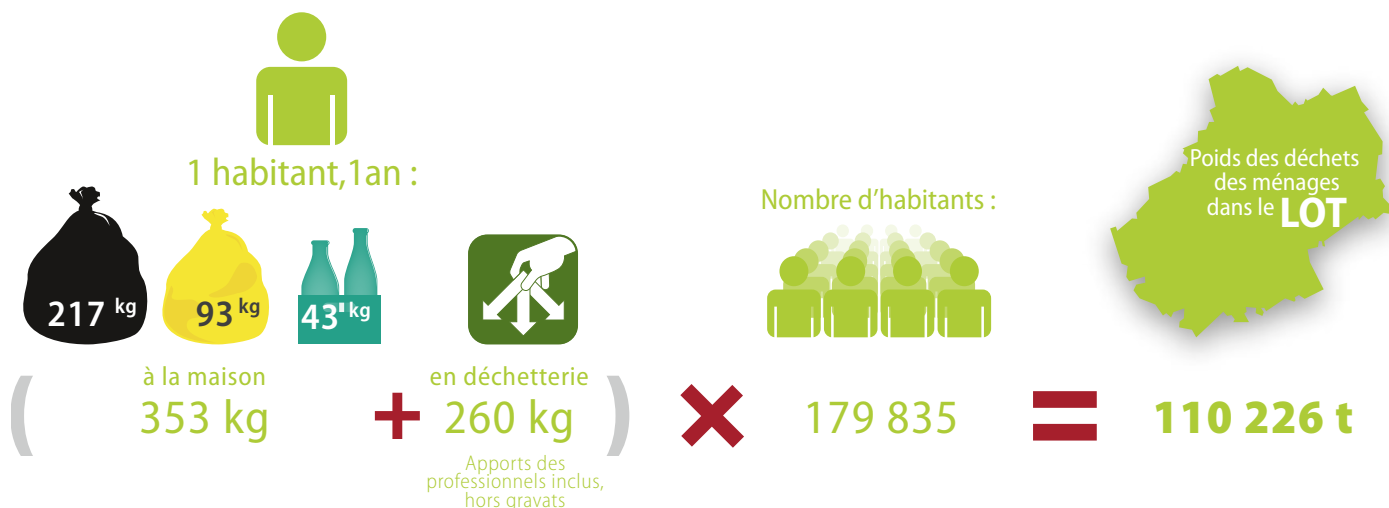 1 habitant,1an :
217 kg
93 kg
43 kg
Nombre d'habitants :
Poids des déchets
des ménages
dans le LOT
(
à la maison
353 kg
+
en déchetterie
260 kg
)
Apports des
professionnels inclus,
hors gravats
×
179 835
=
110 226 t